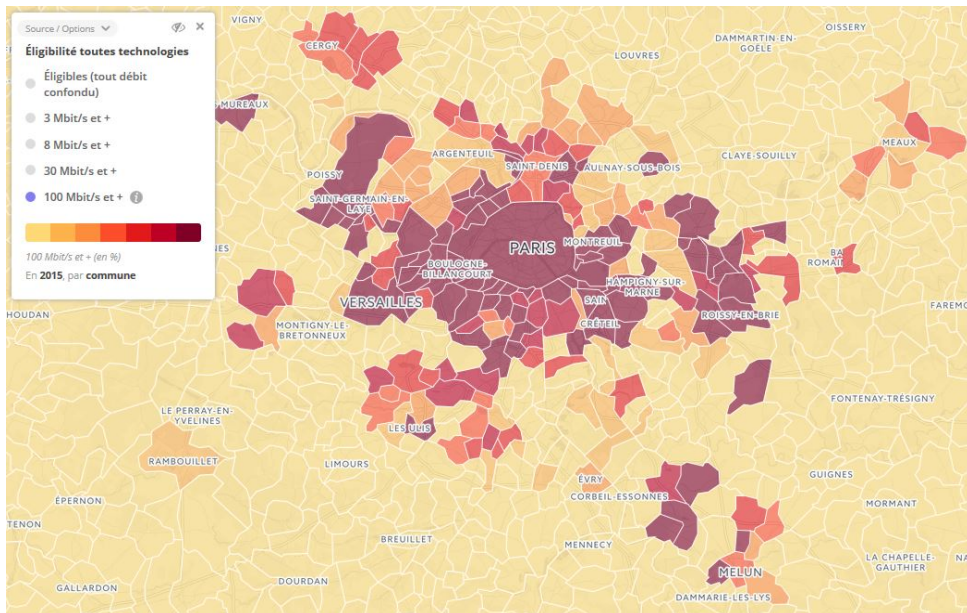 Source / Options
Éligibilité toutes technologies
Éligibles (tout débit
confondu)
3 Mbit/s et +
8 Mbit/s et +
30 Mbit/s et +
100 Mbit/s et +
100 Mbit/s et + (en %)
En 2015, par commune
VIGNY
CERGY
LOUVRES
DAMMARTIN-EN-
GOËLE
OISSERY
MUREAUX
ARGENTEUIL
SAINT-DENIS
AULNAY-SOUS-BOIS
CLAYE-SOUILLY
MEAUX
POISSY
SAINT-GERMAIN-EN-
LAYE
PARIS
MONTREUIL
BOULOGNE-
BILLANCOURT
HAMPIGNY-SUR-
MARNE
BA
ROMAI
VERSAILLES
SAIN
CRÉTEIL
ROISSY-EN-BRIE
FAREMO
HOUDAN
MONTIGNY-LE-
BRETONNEUX
LE PERRAY-EN-
YVELINES
LES ULIS
FONTENAY-TRÉSIGNY
RAMBOUILLET
LIMOURS
ÉVRY
CORBEIL-ESSONNES
GUIGNES
ÉPERNON
MORMANT
TENON
BREUILLET
MENNECY
LA CHAPELLE-
GAUTHIER
NA
GALLARDON
DOURDAN
MELUN
DAMMARIE-LES-LYS